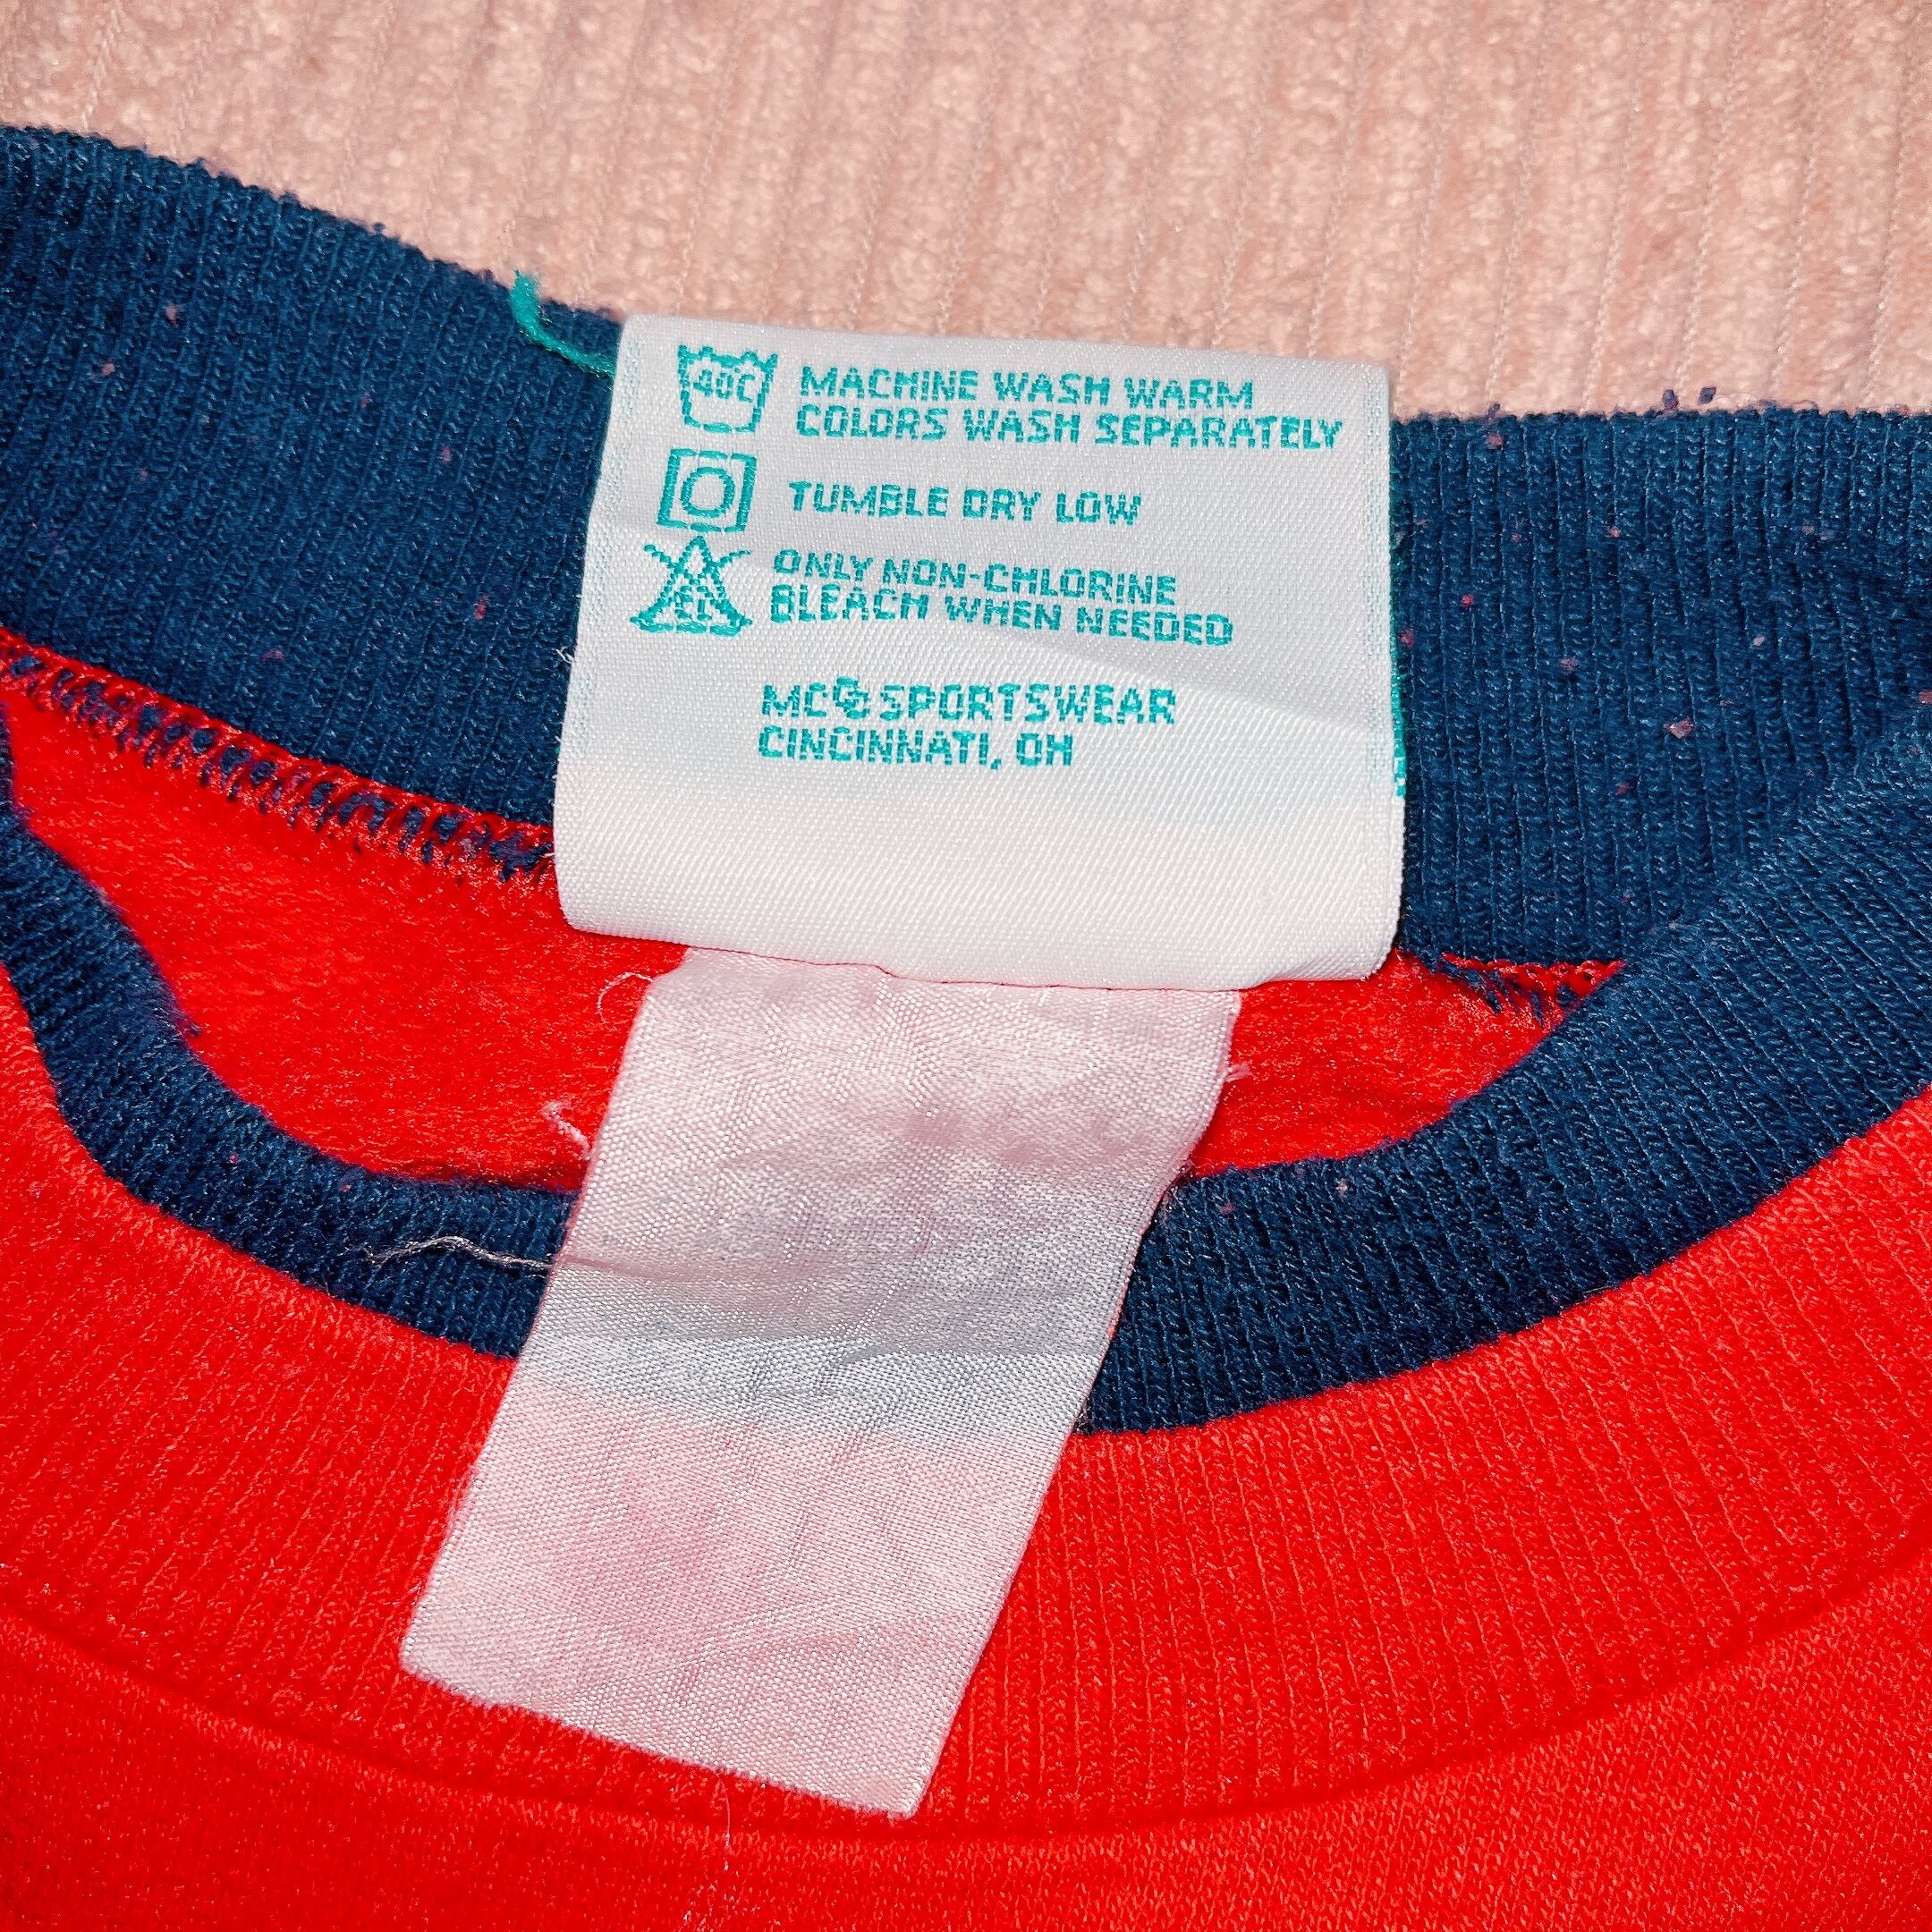 40C MACHINE WASH WARM
COLORS WASH SEPARATELY
TUMBLE DRY LOW
ONLY NON-CHLORINE
CL BLEACH WHEN NEEDED
MC SPORTSWEAR
CINCINNATI, OH